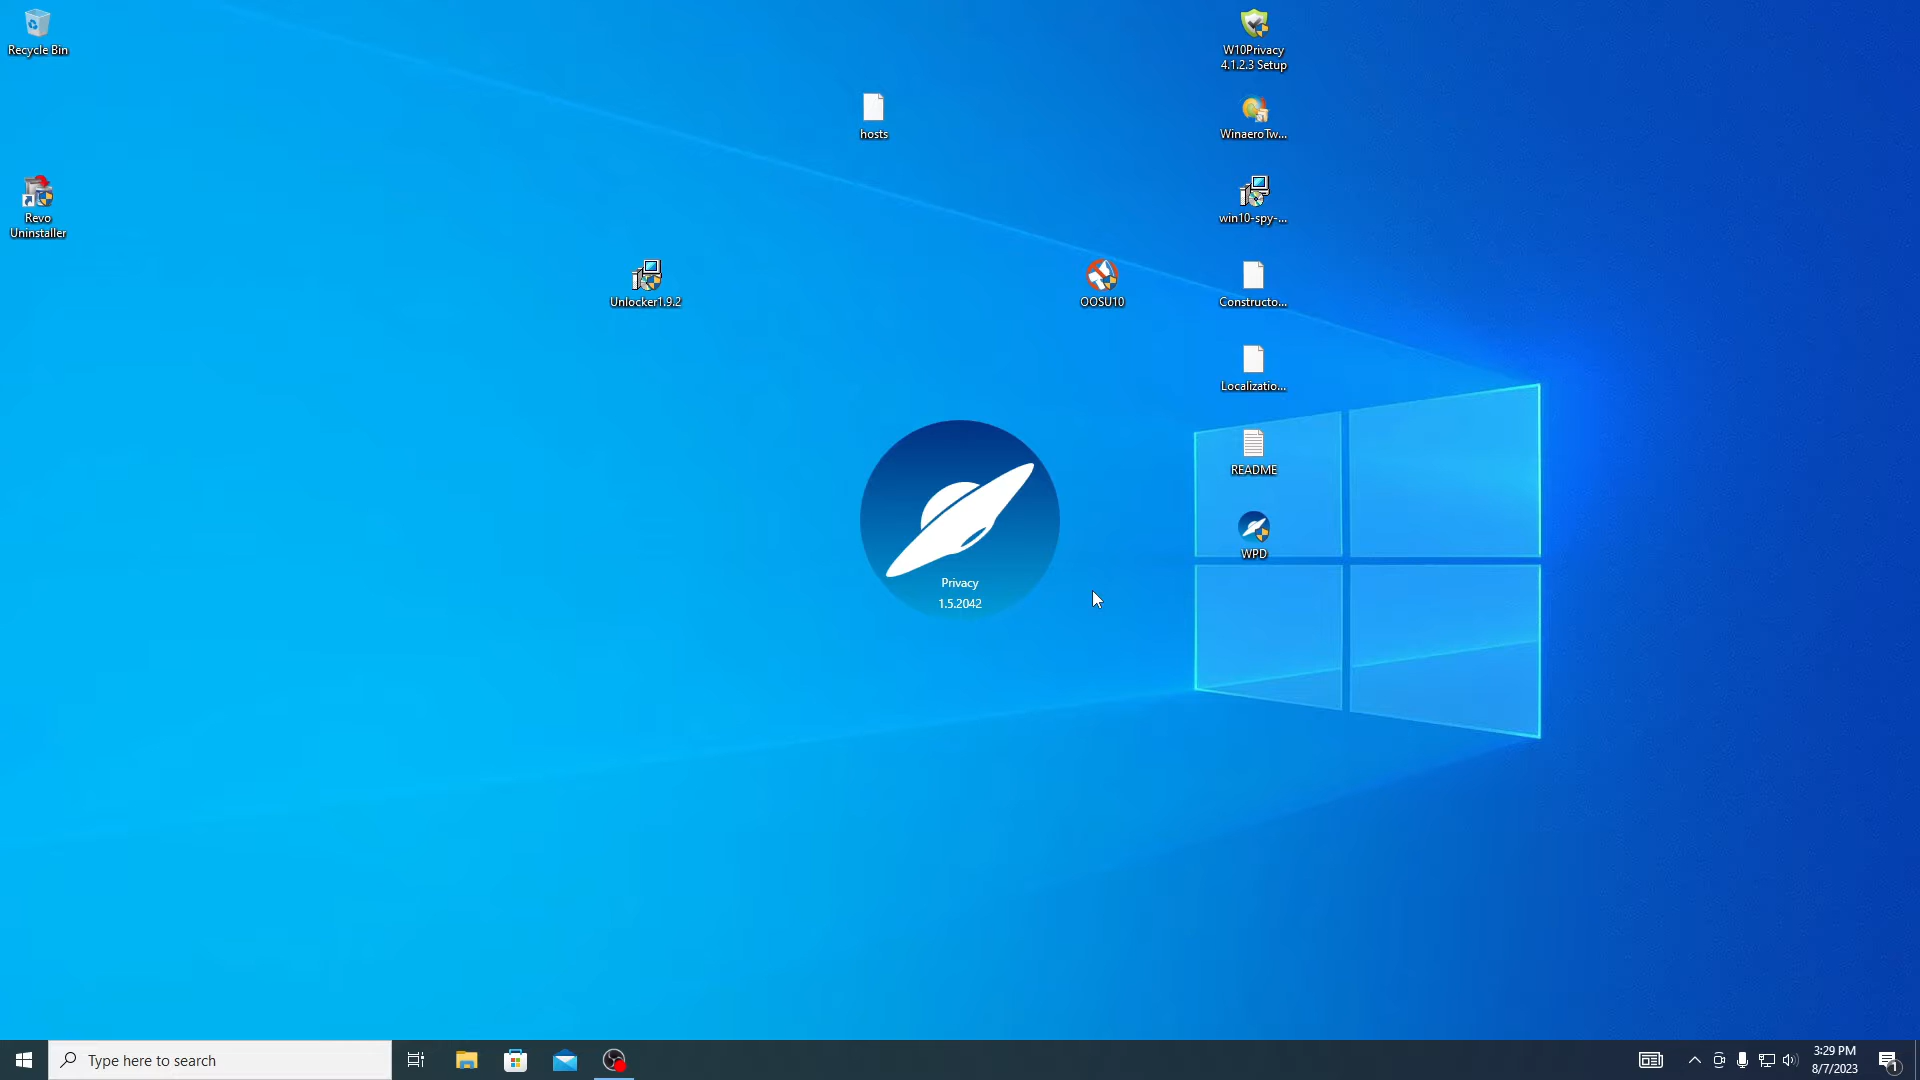 Recycle Bin
W10Privacy
4.1.2.3 Setup
hosts
WinaeroTw...
Revo
Uninstaller
win10-spy-...
Unlocker1.9.2
OOSU10
Constructo...
Localizatio...
README
WPD
Privacy
1.5.2042
Type here to search
3:29 PM
8/7/2023
1